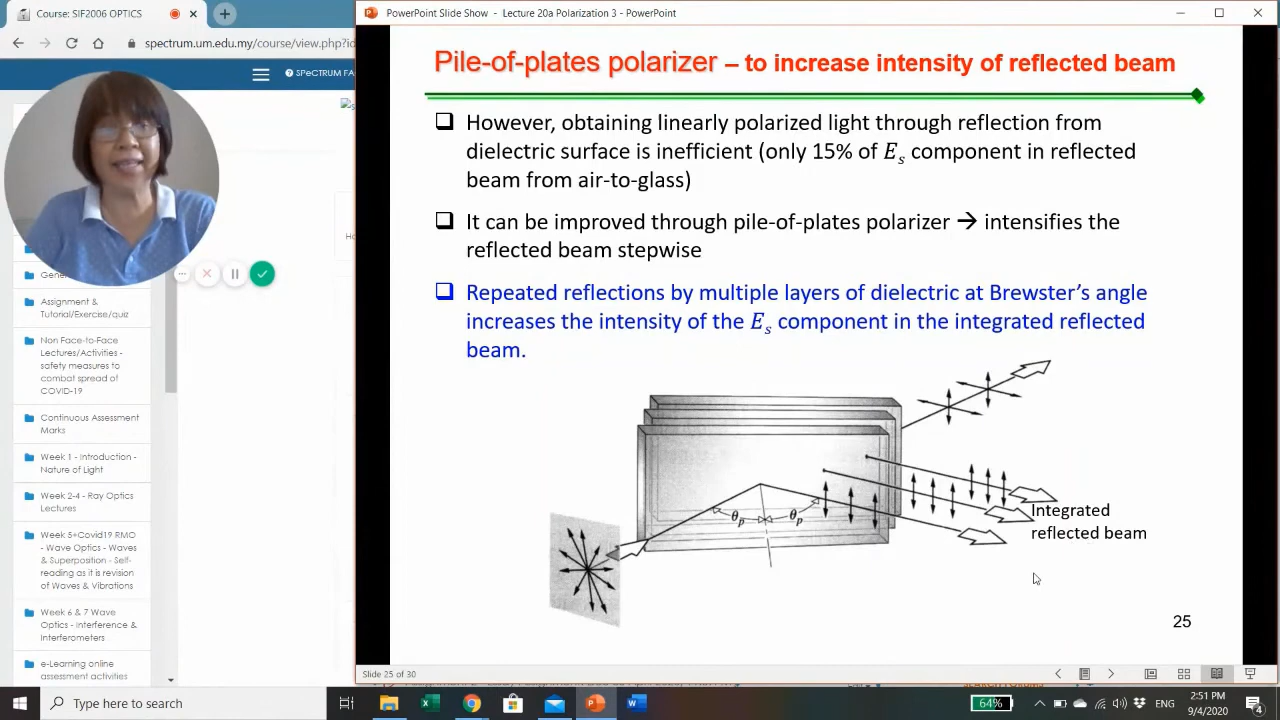 Course: SIF2006 OPTICS
PowerPoint Slide Show - Lecture 20a Polarization 3 - PowerPoint
spectrum.um.edu.my/course/view.php?i
SPeCTRUM FA
Pile-of-plates polarizer – to increase intensity of reflected beam
However, obtaining linearly polarized light through reflection from
dielectric surface is inefficient (only 15% of E_s component in reflected
beam from air-to-glass)
It can be improved through pile-of-plates polarizer → intensifies the
reflected beam stepwise
Repeated reflections by multiple layers of dielectric at Brewster's angle
increases the intensity of the E_s component in the integrated reflected
beam.
θp
θp
Integrated
reflected beam
25
Gene
Assignment &
Tutorial/Exercise/quiz
Non Face-to-Face
Lectures/Activities -
safety measures to
combat spread of
COVID-19
Continuous Assessment
Marks
Week 1 - Introduction -
Nature of Light
Week 2-4 - Ray Optics
Lectures
Week 5+Covid19 RMO
- Wave Optics - Waves
& Superposition - Self-
reading as it is revision
of Waves & Vibrations
Week 6 & 7 Wave
Optics - Interference &
Interferometers
e-Learning online
assessment activities
Slide 25 of 30
Type here to search
64%
ENG
2:51 PM
9/4/2020
4